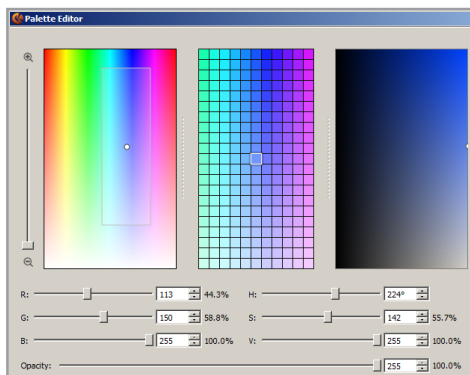 Palette Editor
R: 113 44.3% H: 224°
G: 150 58.8% S: 142 55.7%
B: 255 100.0% V: 255 100.0%
Opacity: 255 100.0%